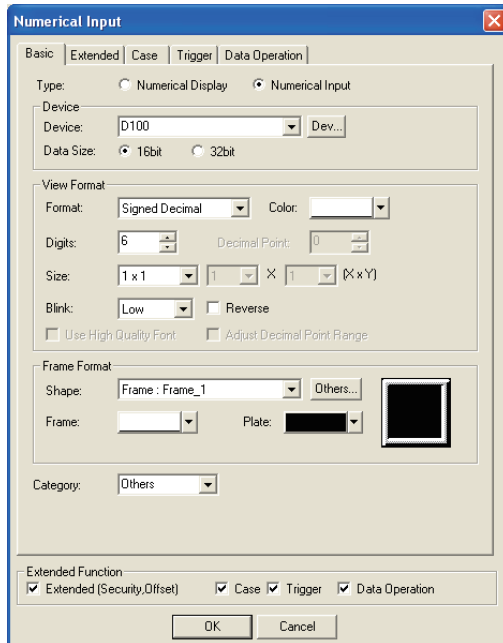 Numerical Input
Basic Extended Case Trigger Data Operation
Type: Numerical Display Numerical Input
Device
Device: D100 Dev...
Data Size: 16bit 32bit
View Format
Format: Signed Decimal Color:
Digits: 6 Decimal Point: 0
Size: 1 x 1 1 X 1 (X x Y)
Blink: Low Reverse
Use High Quality Font Adjust Decimal Point Range
Frame Format
Shape: Frame : Frame_1 Others...
Frame: Plate:
Category: Others
Extended Function
Extended (Security,Offset) Case Trigger Data Operation
OK Cancel